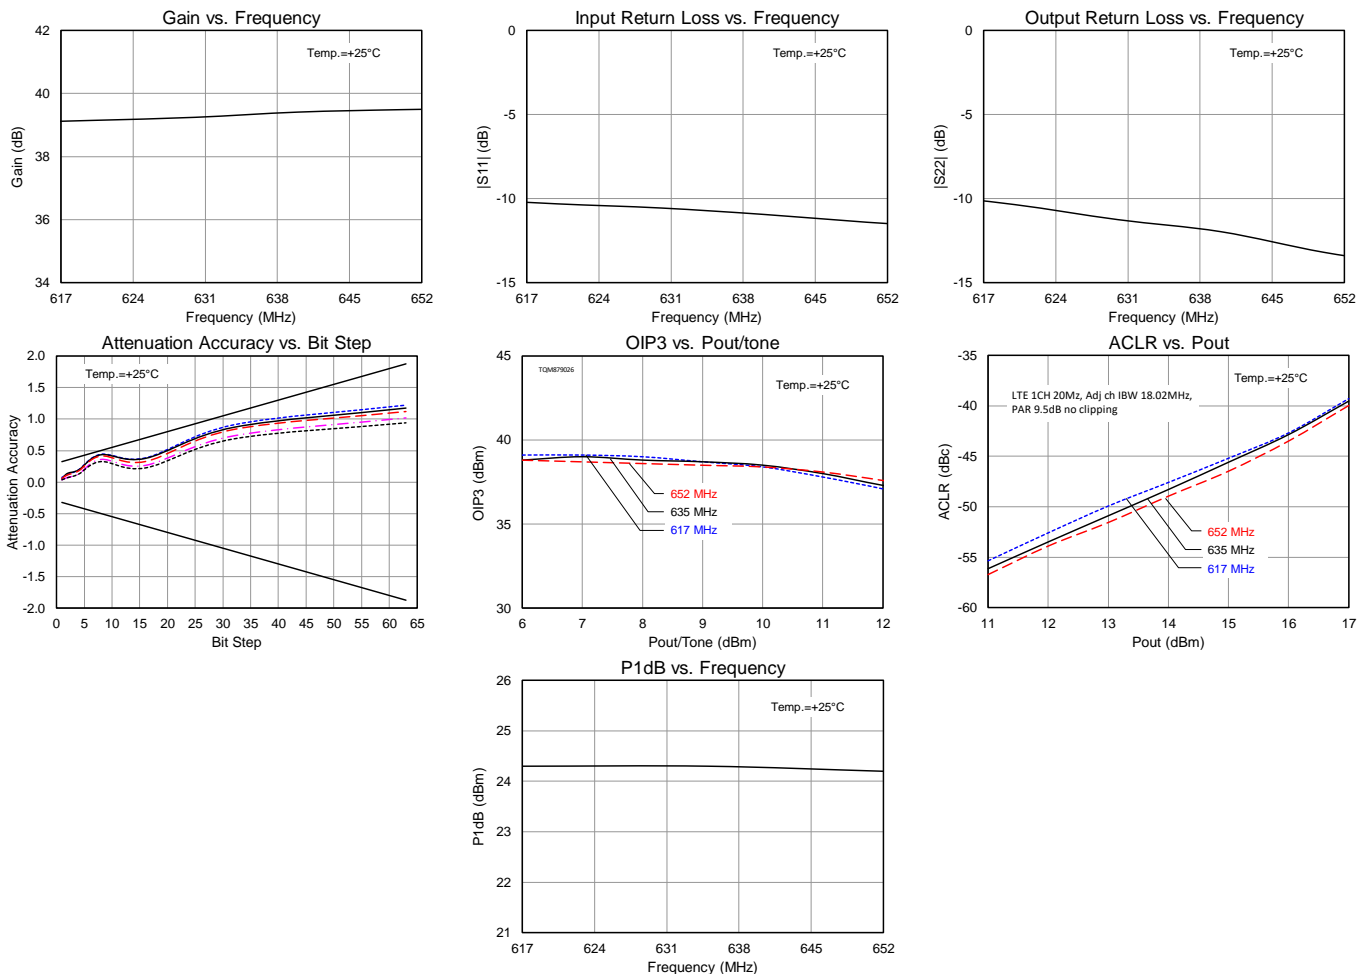 Gain vs. Frequency
42
40
38
36
34
Gain (dB)
Temp.=+25°C
617 624 631 638 645 652
Frequency (MHz)
Input Return Loss vs. Frequency
0
-5
-10
-15
|S11| (dB)
Temp.=+25°C
617 624 631 638 645 652
Frequency (MHz)
Output Return Loss vs. Frequency
0
-5
-10
-15
|S22| (dB)
Temp.=+25°C
617 624 631 638 645 652
Frequency (MHz)
Attenuation Accuracy vs. Bit Step
2.0
1.5
1.0
0.5
0.0
-0.5
-1.0
-1.5
-2.0
Attenuation Accuracy
Temp.=+25°C
0 5 10 15 20 25 30 35 40 45 50 55 60 65
Bit Step
OIP3 vs. Pout/tone
45
40
35
30
OIP3 (dBm)
TQM879026
Temp.=+25°C
652 MHz
635 MHz
617 MHz
6 7 8 9 10 11 12
Pout/Tone (dBm)
ACLR vs. Pout
-35
-40
-45
-50
-55
-60
ACLR (dBc)
Temp.=+25°C
LTE 1CH 20Mz, Adj ch IBW 18.02MHz,
PAR 9.5dB no clipping
652 MHz
635 MHz
617 MHz
11 12 13 14 15 16 17
Pout (dBm)
P1dB vs. Frequency
26
25
24
23
22
21
P1dB (dBm)
Temp.=+25°C
617 624 631 638 645 652
Frequency (MHz)